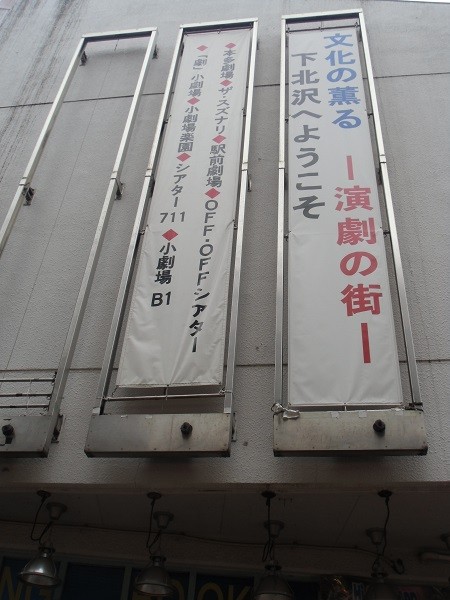 文化の薫る ー演劇の街ー
下北沢へようこそ
◆本多劇場◆ザ・スズナリ◆駅前劇場◆OFF・OFFシアター
◆「劇」小劇場◆小劇場楽園◆シアター711◆小劇場B1